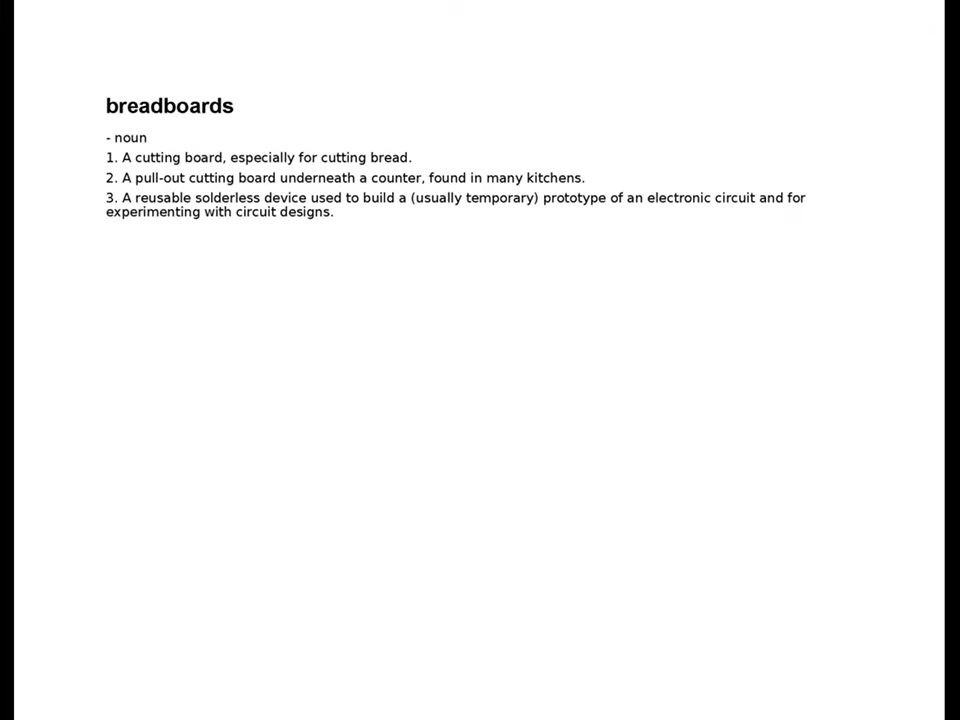 breadboards
- noun
1. A cutting board, especially for cutting bread.
2. A pull-out cutting board underneath a counter, found in many kitchens.
3. A reusable solderless device used to build a (usually temporary) prototype of an electronic circuit and for
experimenting with circuit designs.